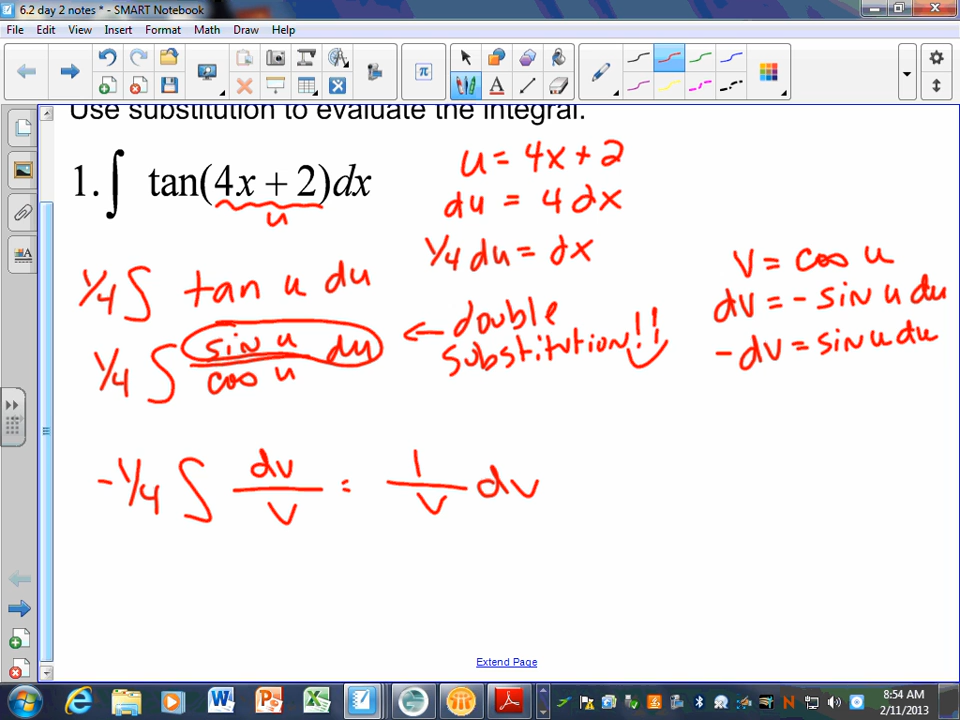 6.2 day 2 notes * - SMART Notebook
File Edit View Insert Format Math Draw Help
Use substitution to evaluate the integral.
1. ∫ tan(4x + 2)dx
u
u = 4x + 2
du = 4 dx
1/4 du = dx
1/4 ∫ tan u du
1/4 ∫ sin u du
cos u
← double
substitution!!
v = cos u
dv = - sin u du
- dv = sin u du
-1/4 ∫ dv/v = 1/v dv
Extend Page
8:54 AM
2/11/2013